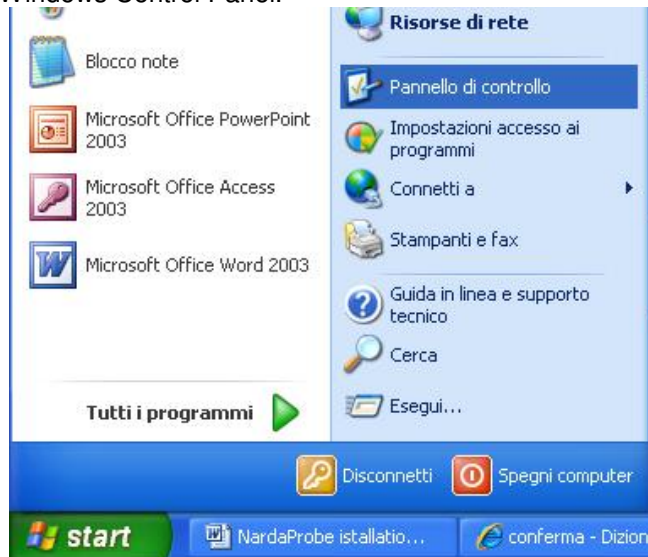 Windows Control Panel.
Blocco note
Microsoft Office PowerPoint
2003
Microsoft Office Access
2003
Microsoft Office Word 2003
Tutti i programmi
Risorse di rete
Pannello di controllo
Impostazioni accesso ai
programmi
Connetti a
Stampanti e fax
Guida in linea e supporto
tecnico
Cerca
Esegui...
Disconnetti
Spegni computer
start
NardaProbe istallatio...
conferma - Dizion